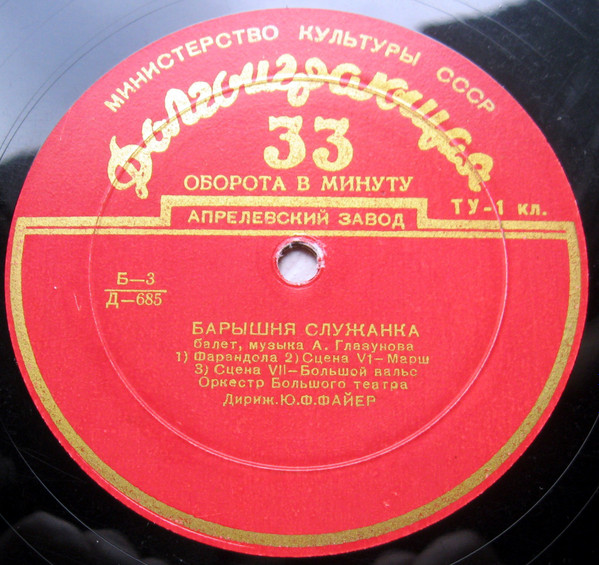 МИНИСТЕРСТВО КУЛЬТУРЫ СССР
Долгоиграющая
33
ОБОРОТА В МИНУТУ
ТУ-1 кл.
АПРЕЛЕВСКИЙ ЗАВОД
Б—3
Д—685
БАРЫШНЯ СЛУЖАНКА
балет, музыка А. Глазунова
1) Фарандола 2) Сцена VI—Марш
3) Сцена VII—Большой вальс
Оркестр Большого театра
Дириж. Ю.Ф.ФАЙЕР